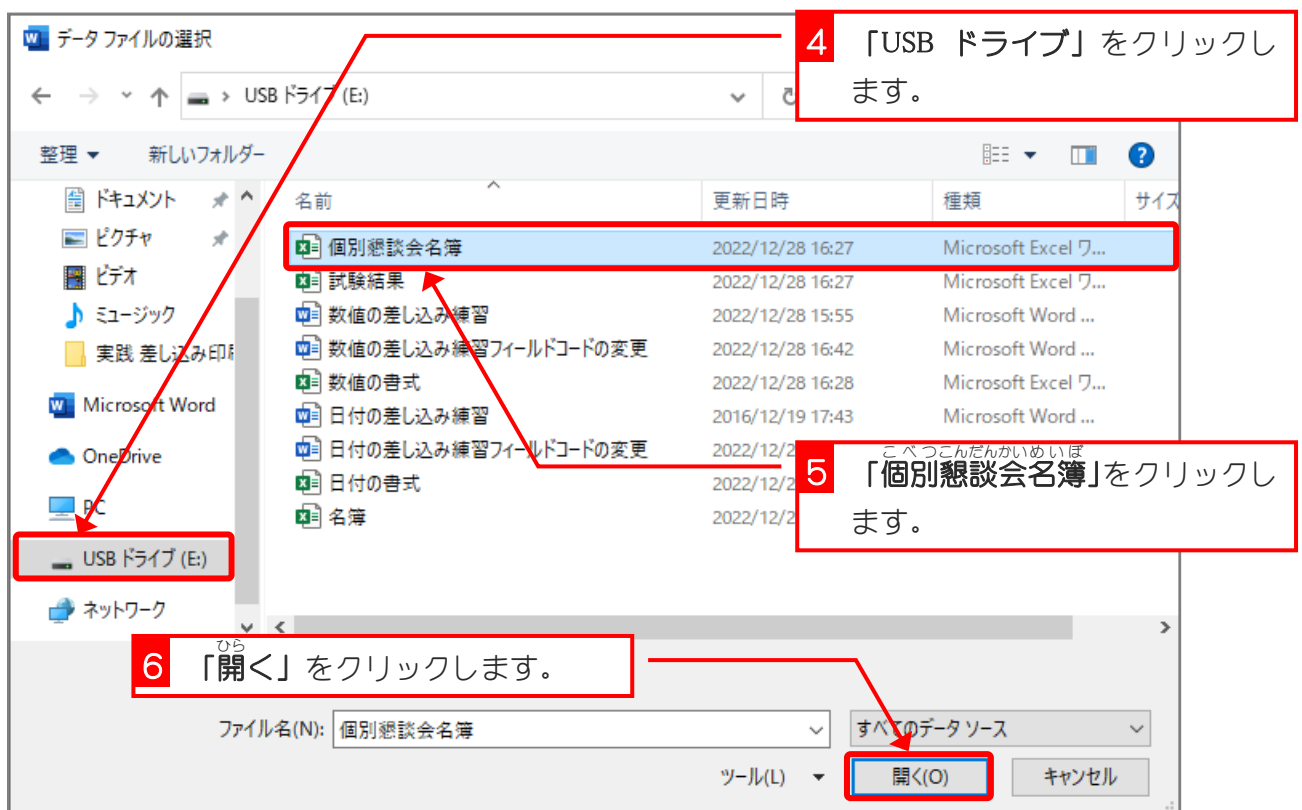 データ ファイルの選択
4 「USB ドライブ」をクリックし
ます。
USB ドライブ (E:)
整理 新しいフォルダー
名前 更新日時 種類 サイズ
ドキュメント
ピクチャ
ビデオ
ミュージック
実践 差し込み印
Microsoft Word
OneDrive
PC
USB ドライブ (E:)
ネットワーク
個別懇談会名簿 2022/12/28 16:27 Microsoft Excel ワ...
試験結果 2022/12/28 16:27 Microsoft Excel ワ...
数値の差し込み練習 2022/12/28 15:55 Microsoft Word ...
数値の差し込み練習フィールドコードの変更 2022/12/28 16:42 Microsoft Word ...
数値の書式 2022/12/28 16:28 Microsoft Excel ワ...
日付の差し込み練習 2016/12/19 17:43 Microsoft Word ...
日付の差し込み練習フィールドコードの変更 2022/12/2
日付の書式 2022/12/2
名簿 2022/12/2
こべつこんだんかいめいぼ
5 「個別懇談会名簿」をクリックし
ます。
ひら
6 「開く」をクリックします。
ファイル名(N): 個別懇談会名簿 すべてのデータ ソース
ツール(L) 開く(O) キャンセル